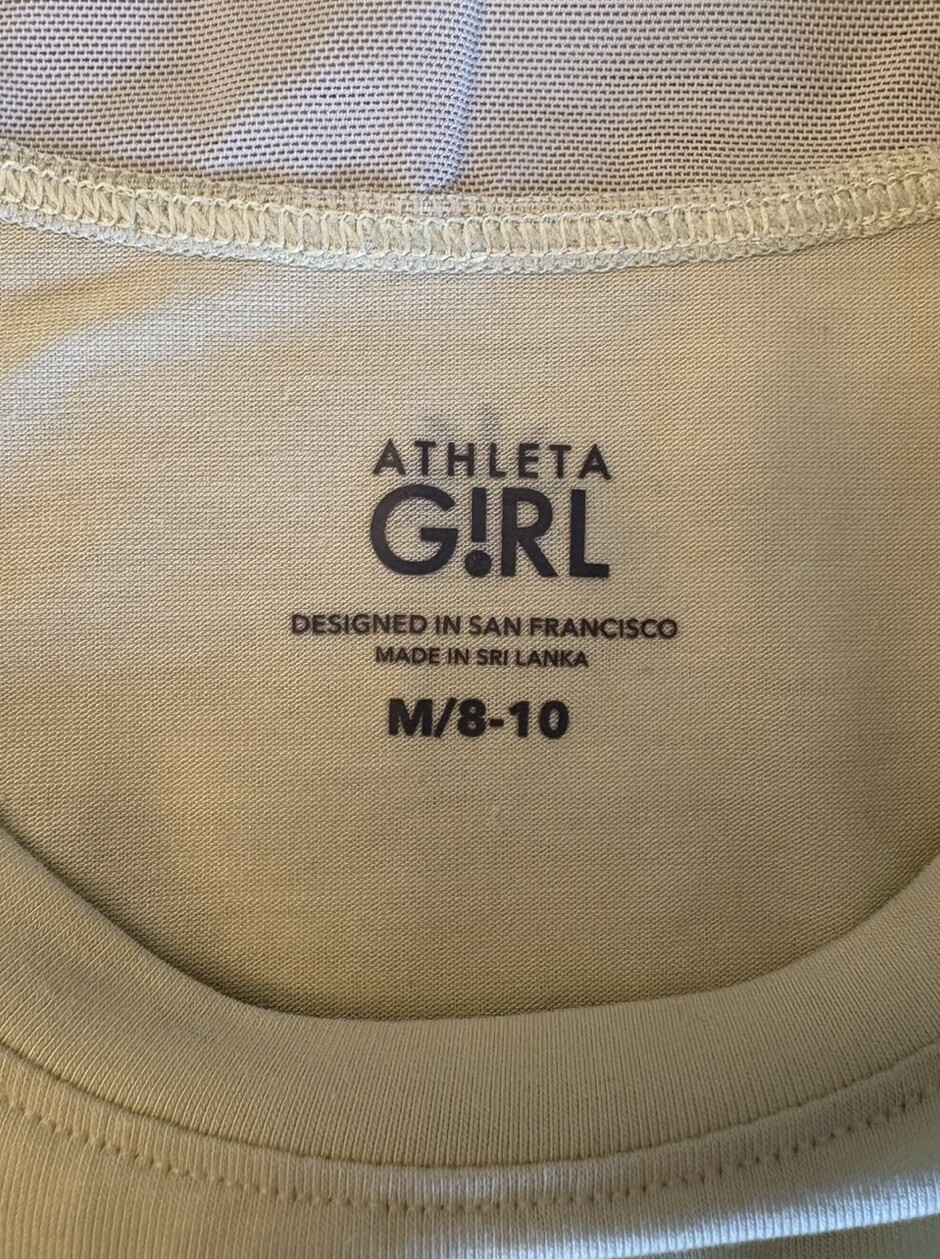 ATHLETA
G!RL
DESIGNED IN SAN FRANCISCO
MADE IN SRI LANKA
M/8-10